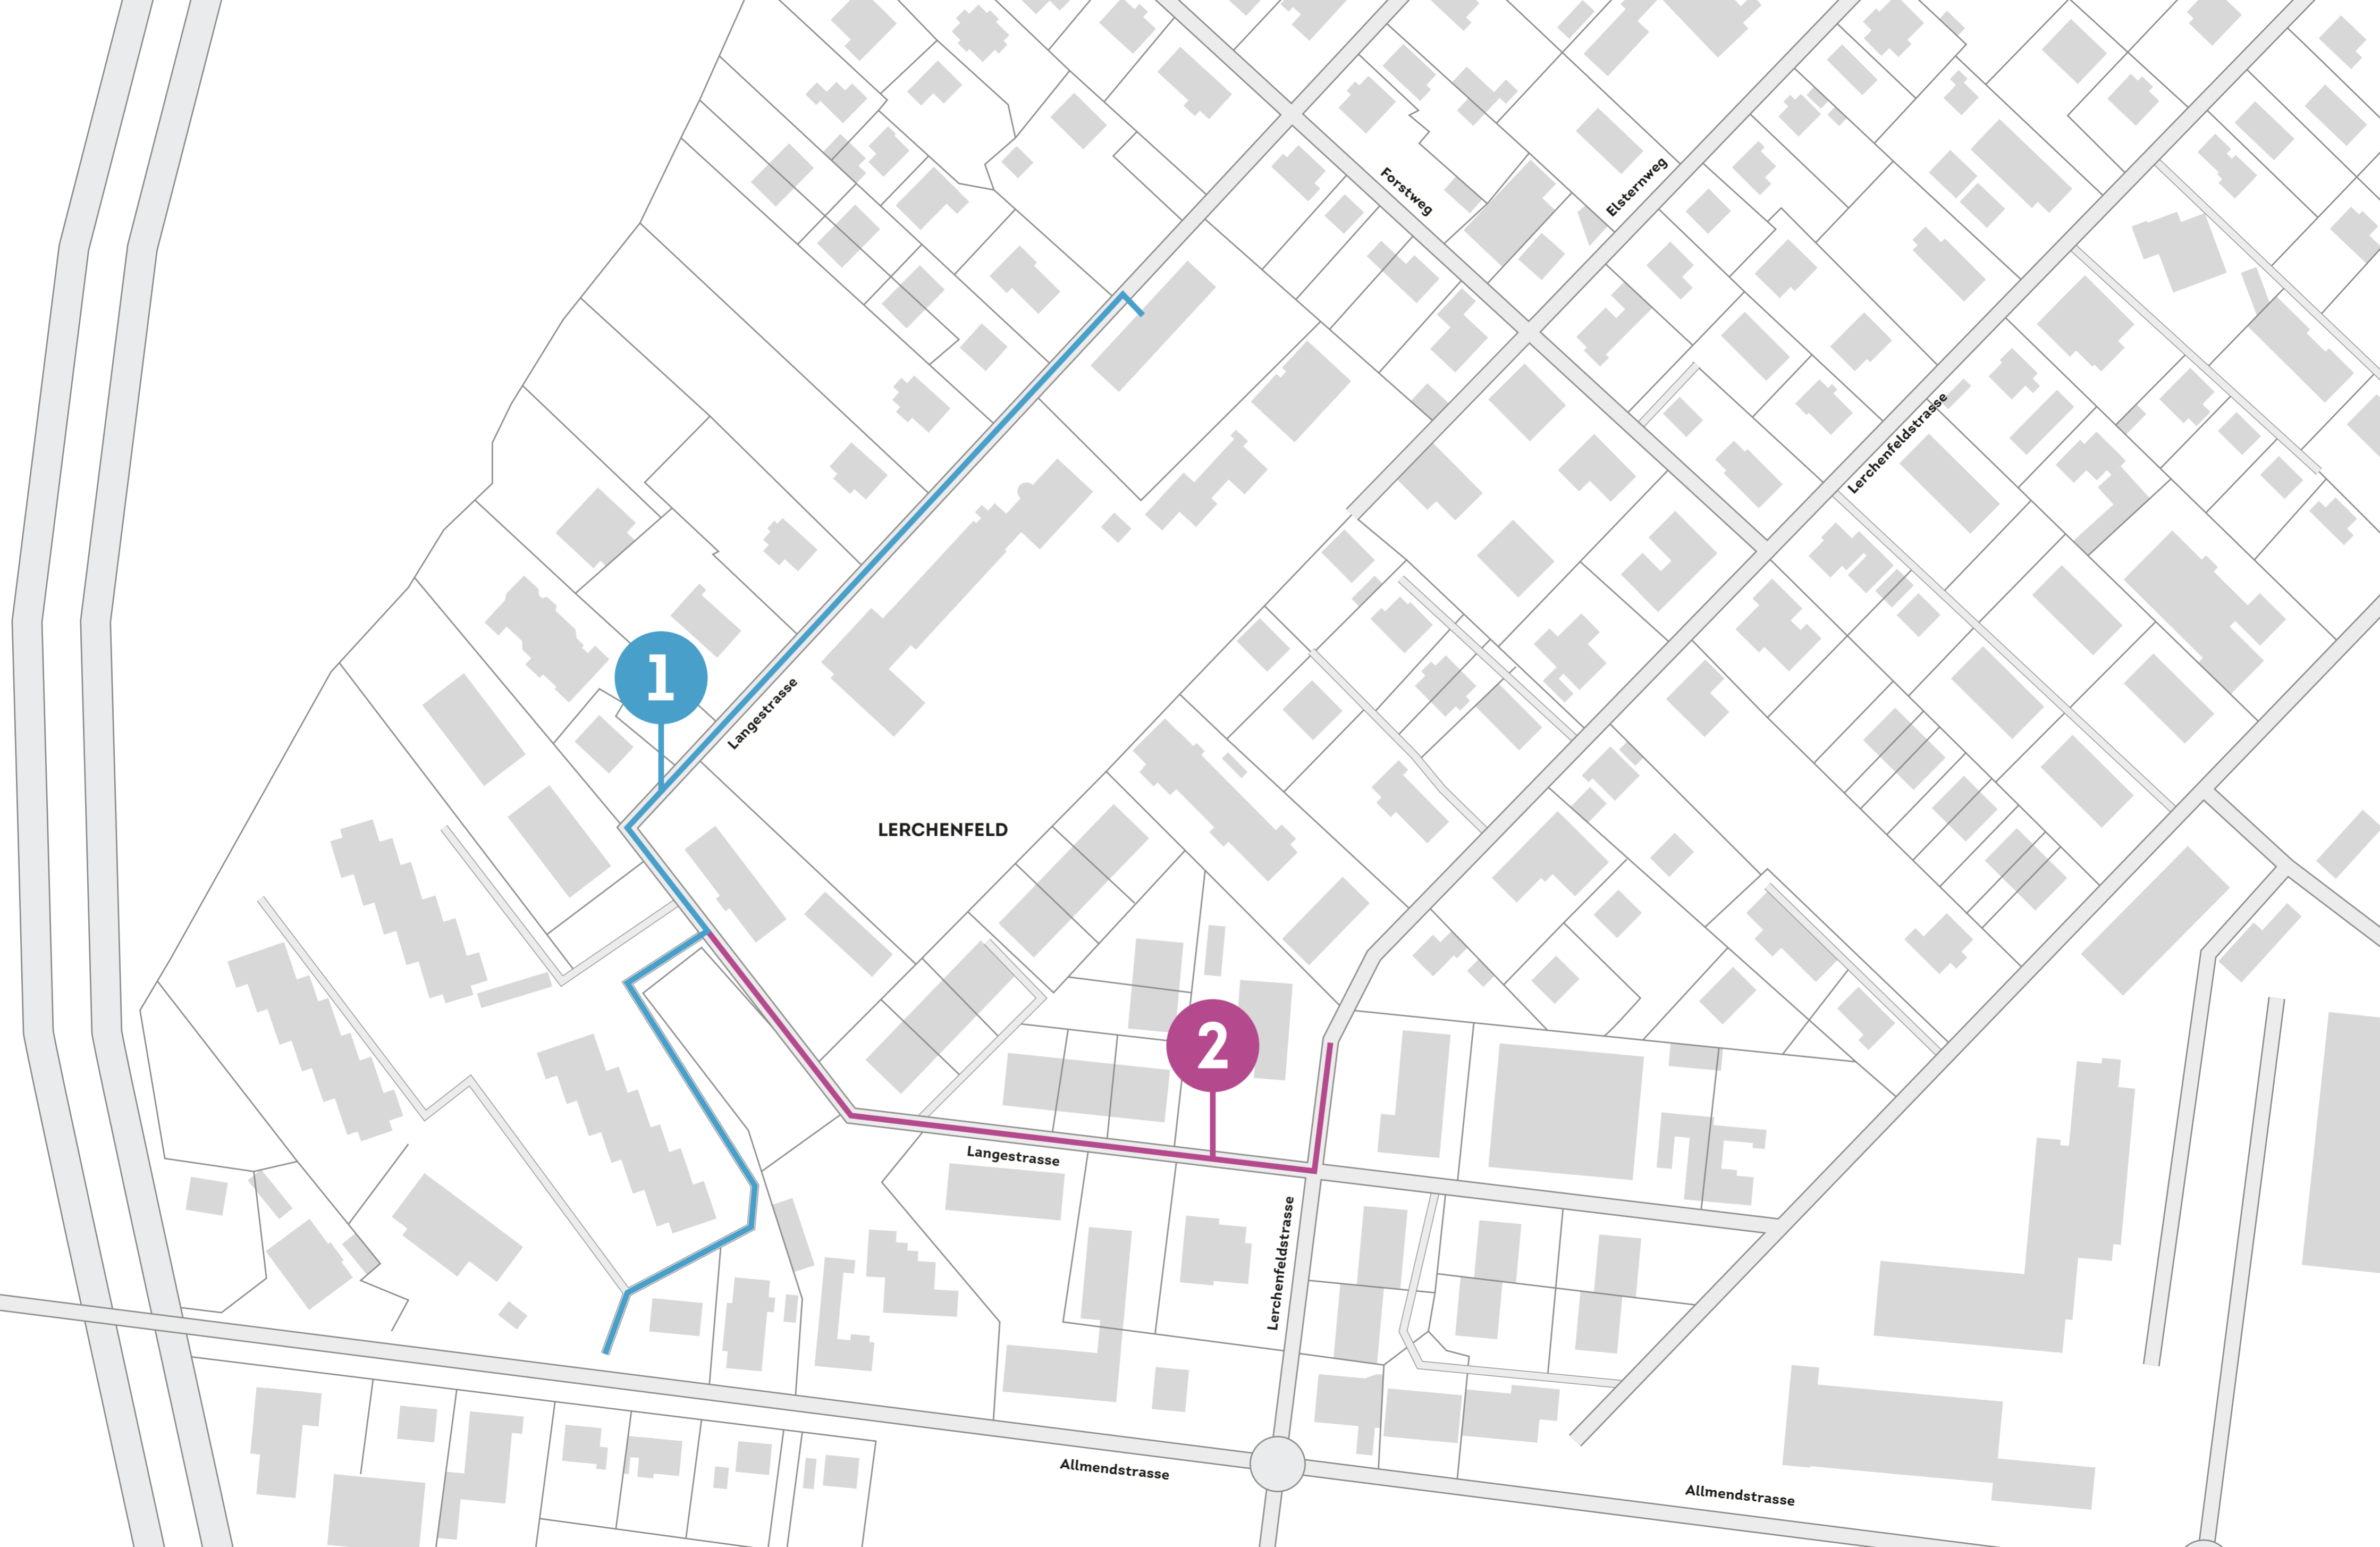 Forstweg
Elsternweg
Lerchenfeldstrasse
1
Langestrasse
LERCHENFELD
2
Langestrasse
Lerchenfeldstrasse
Allmendstrasse
Allmendstrasse